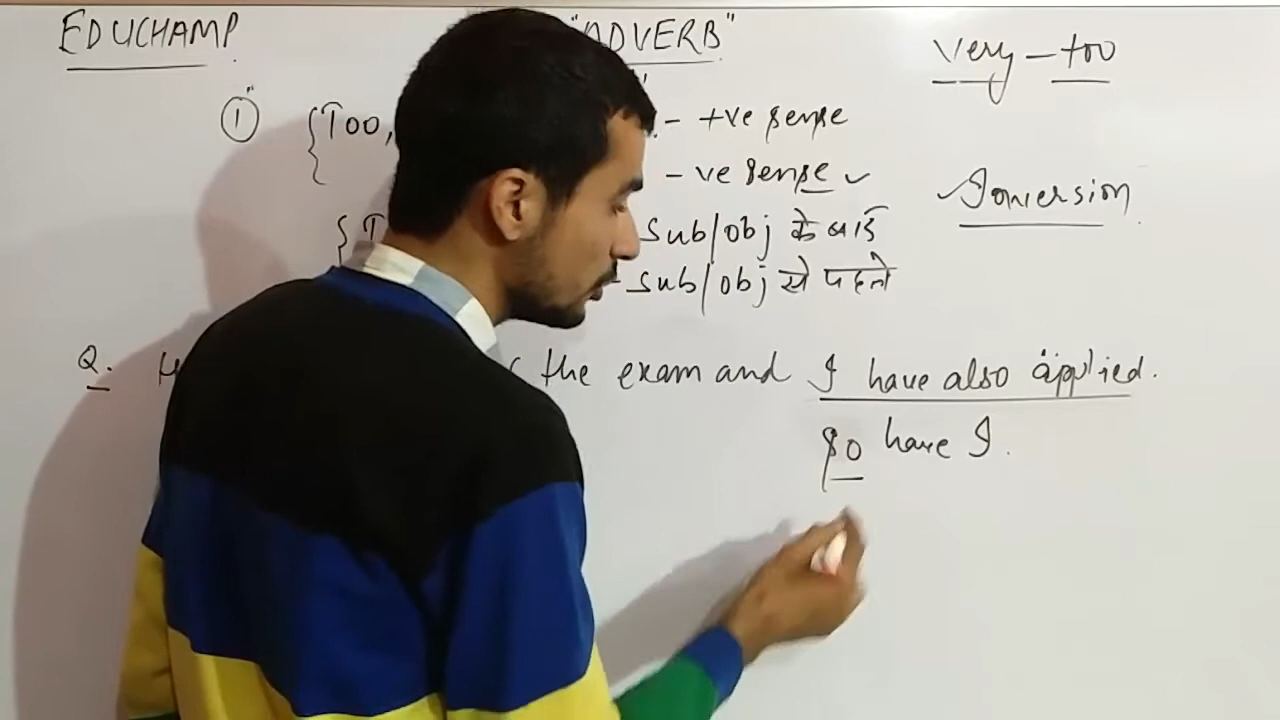 EDUCHAMP "ADVERB" very – too
① { Too, - +ve sense
- ve sense ✓ Inversion
{ T sub/obj के बाद
- sub/obj से पहले
Q. the exam and I have also applied.
so have I.